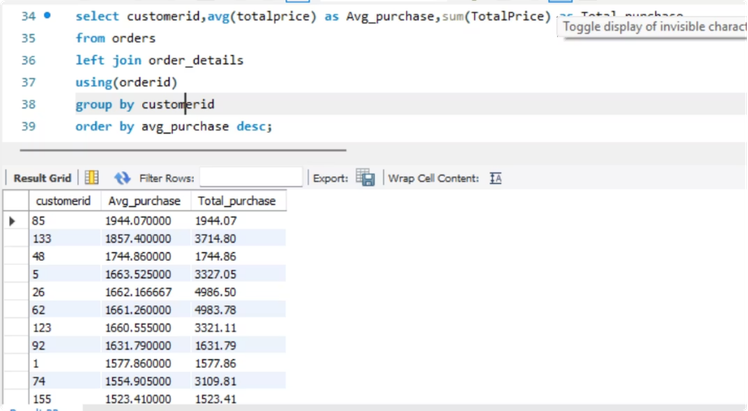 34 select customerid,avg(totalprice) as Avg_purchase,sum(TotalPrice) as Total_purchase
Toggle display of invisible charact
35 from orders
36 left join order_details
37 using(orderid)
38 group by customerid
39 order by avg_purchase desc;
Result Grid Filter Rows: Export: Wrap Cell Content: IA
customerid Avg_purchase Total_purchase
85 1944.070000 1944.07
133 1857.400000 3714.80
48 1744.860000 1744.86
5 1663.525000 3327.05
26 1662.166667 4986.50
62 1661.260000 4983.78
123 1660.555000 3321.11
92 1631.790000 1631.79
1 1577.860000 1577.86
74 1554.905000 3109.81
155 1523.410000 1523.41